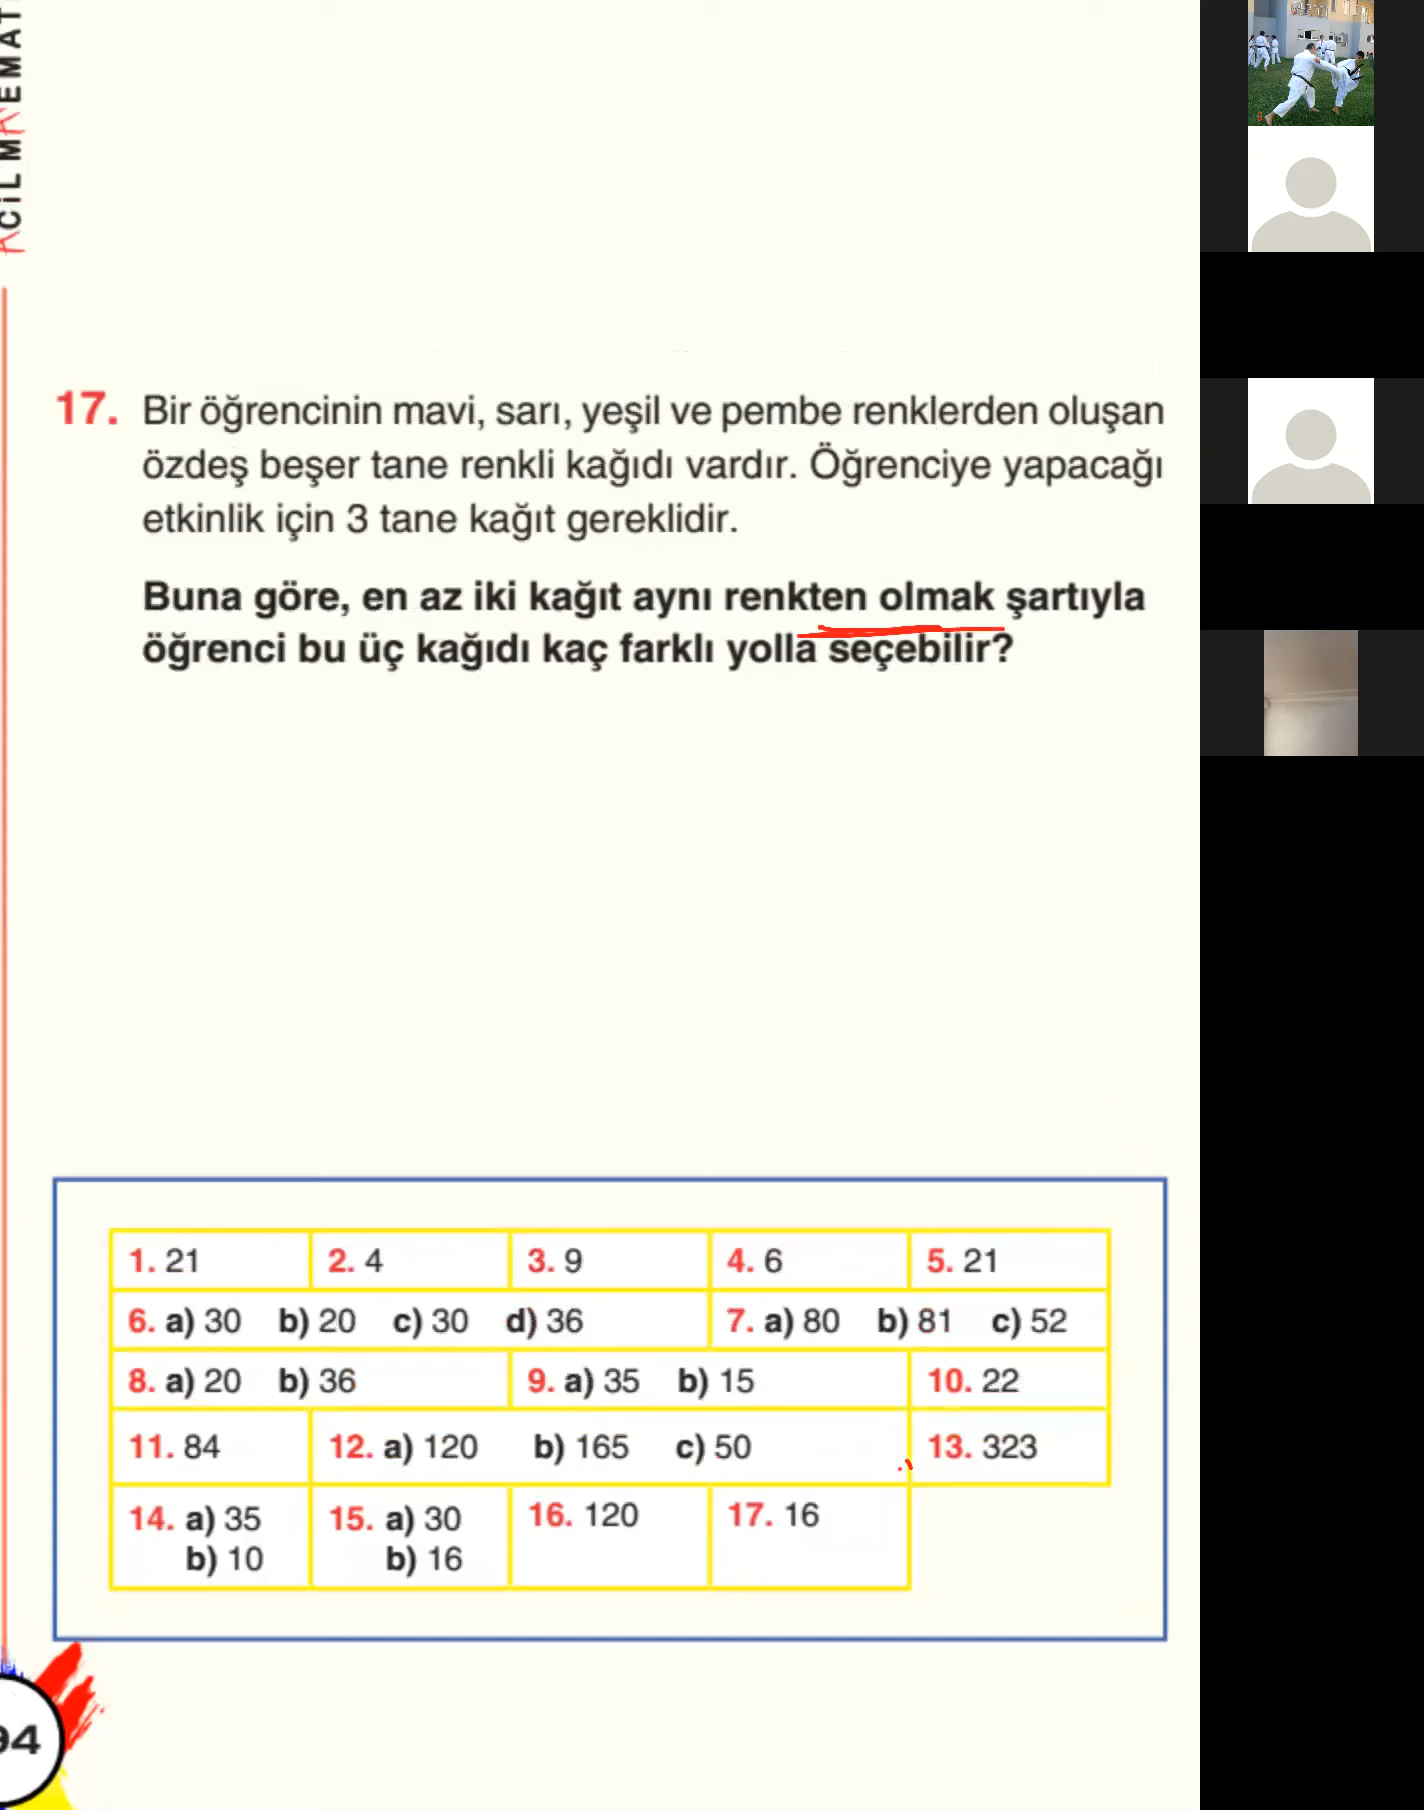 ACİL MATEMAT
17. Bir öğrencinin mavi, sarı, yeşil ve pembe renklerden oluşan
özdeş beşer tane renkli kağıdı vardır. Öğrenciye yapacağı
etkinlik için 3 tane kağıt gereklidir.
Buna göre, en az iki kağıt aynı renkten olmak şartıyla
öğrenci bu üç kağıdı kaç farklı yolla seçebilir?
1. 21 2. 4 3. 9 4. 6 5. 21
6. a) 30 b) 20 c) 30 d) 36 7. a) 80 b) 81 c) 52
8. a) 20 b) 36 9. a) 35 b) 15 10. 22
11. 84 12. a) 120 b) 165 c) 50 13. 323
14. a) 35 15. a) 30 16. 120 17. 16
b) 10 b) 16
94